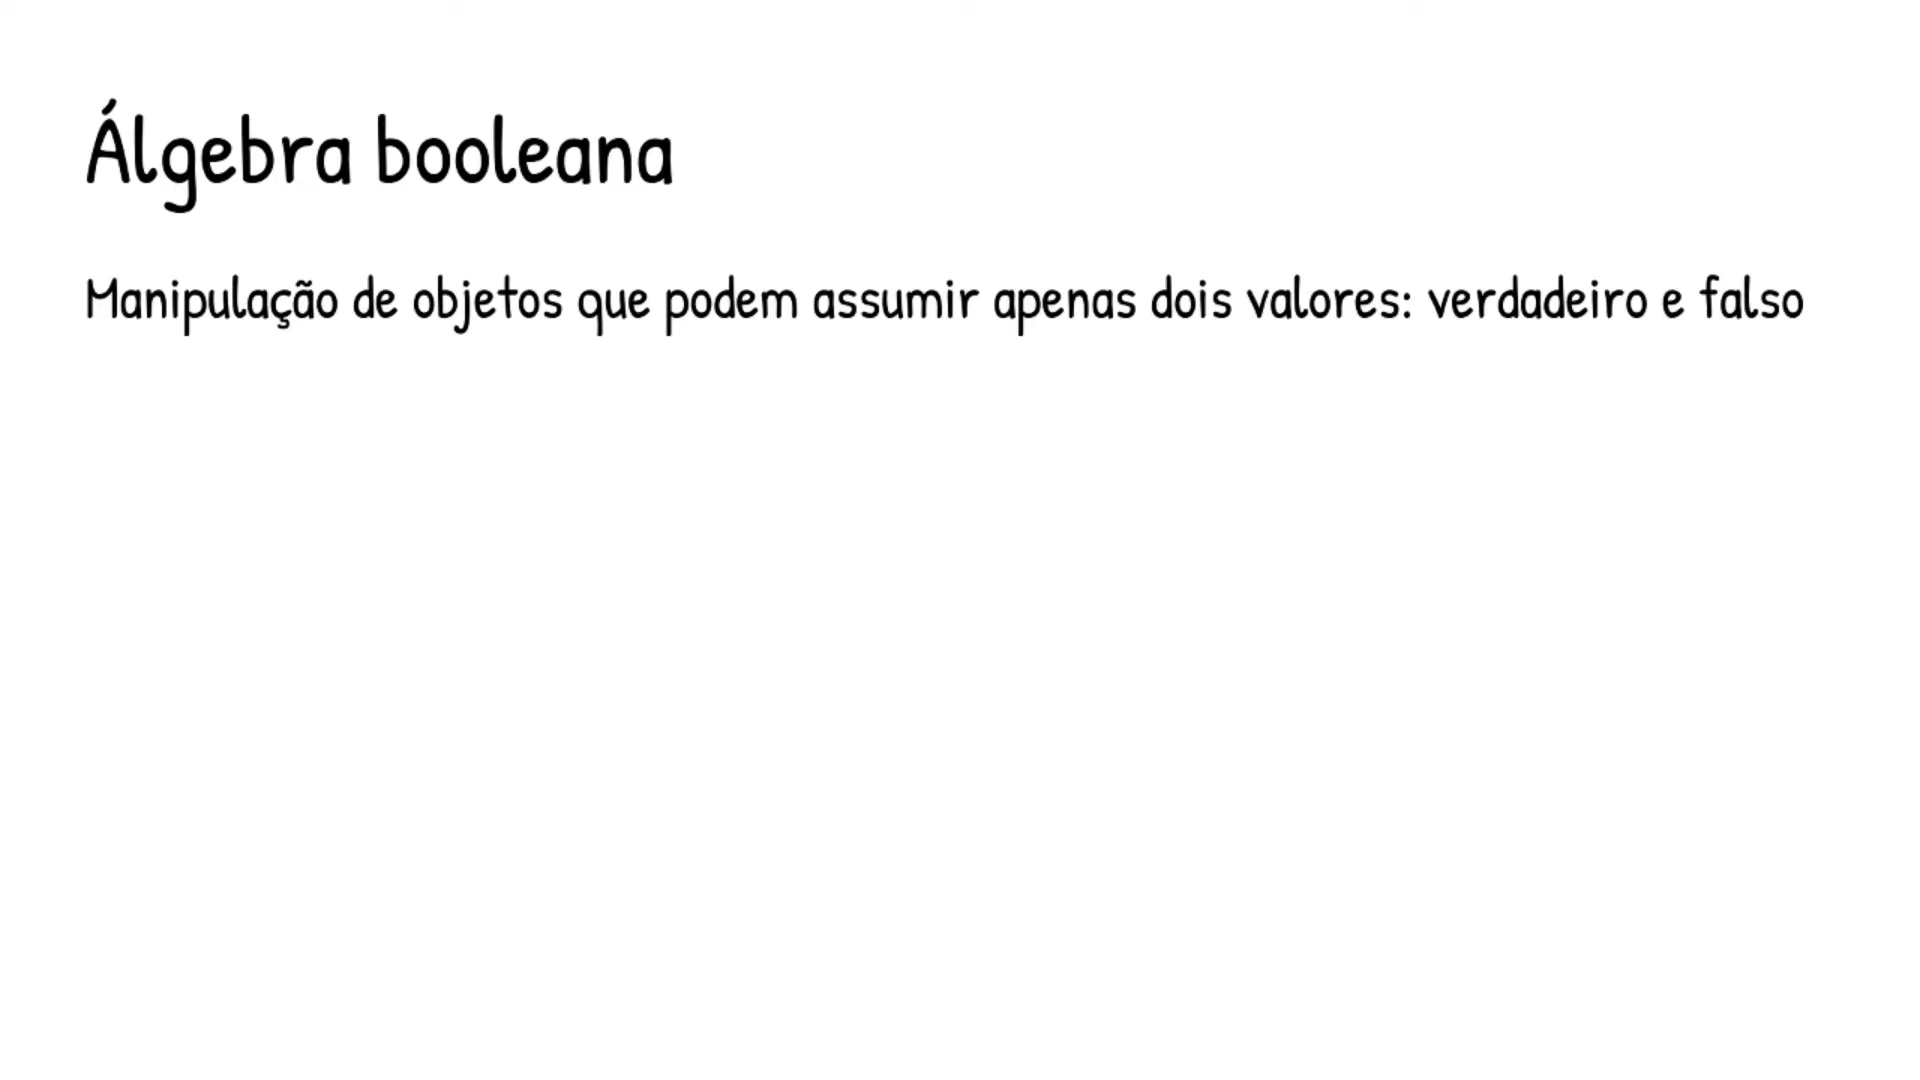 Álgebra booleana
Manipulação de objetos que podem assumir apenas dois valores: verdadeiro e falso